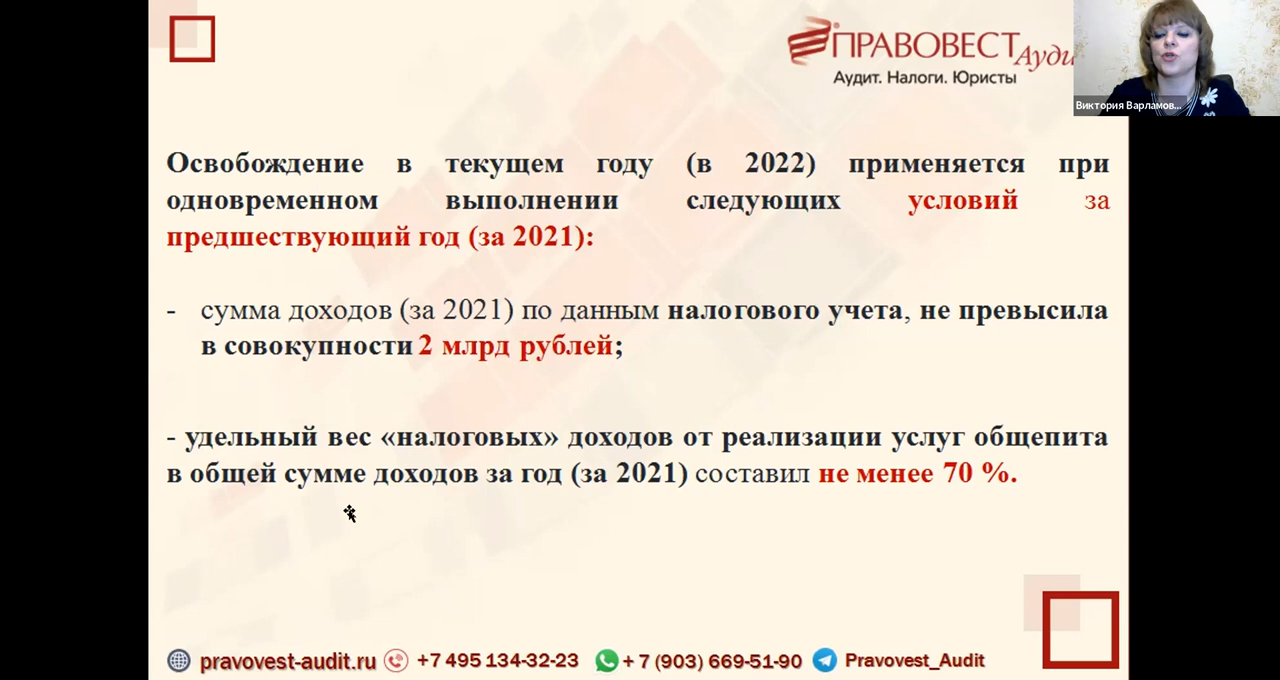 ПРАВОВЕСТ Ауди
Аудит. Налоги. Юристы
Виктория Варламов...
Освобождение в текущем году (в 2022) применяется при
одновременном выполнении следующих условий за
предшествующий год (за 2021):
- сумма доходов (за 2021) по данным налогового учета, не превысила
в совокупности 2 млрд рублей;
- удельный вес «налоговых» доходов от реализации услуг общепита
в общей сумме доходов за год (за 2021) составил не менее 70 %.
pravovest-audit.ru +7 495 134-32-23 + 7 (903) 669-51-90 Pravovest_Audit